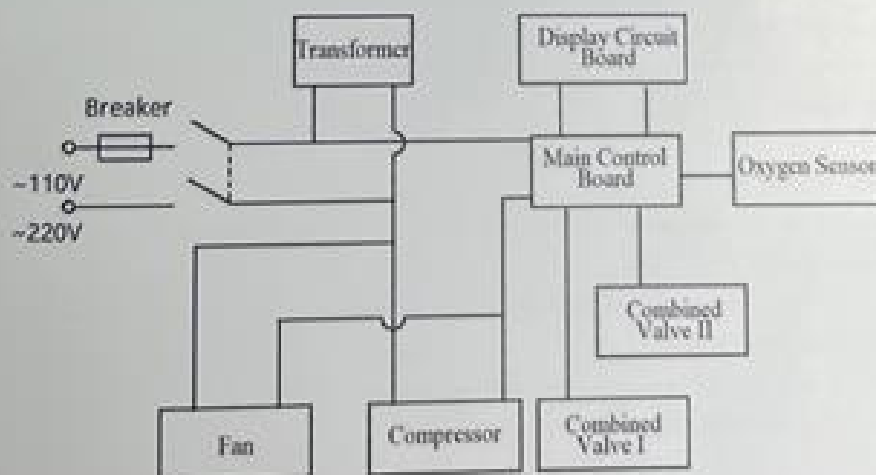 Transformer
Display Circuit
Board
Breaker
~110V
~220V
Main Control
Board
Oxygen Sensor
Combined
Valve II
Fan
Compressor
Combined
Valve I